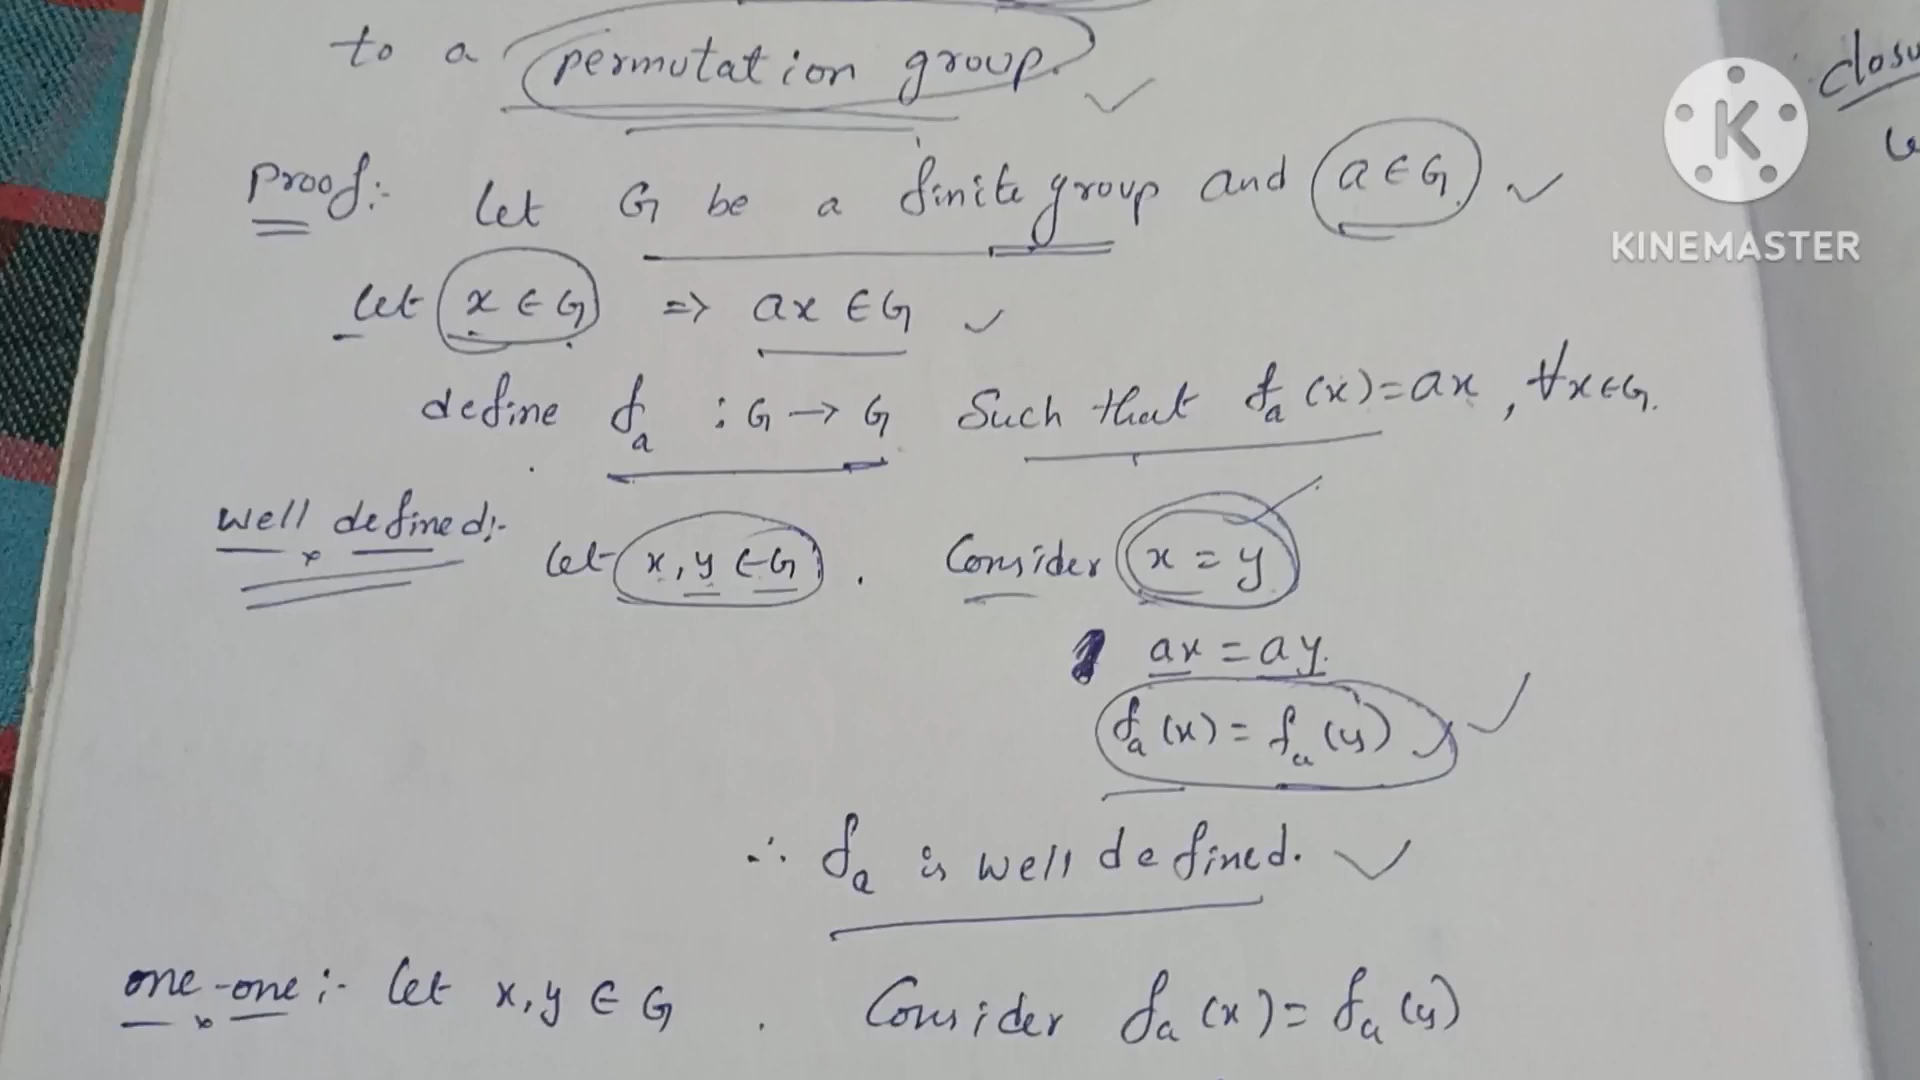 to a permutation group.
Proof:- Let G be a finite group and a ∈ G.
Let x ∈ G => ax ∈ G
define fₐ : G → G such that fₐ(x) = ax, ∀x∈G.
well defined:- Let x, y ∈ G. Consider x = y
ax = ay.
fₐ(x) = fₐ(y)
∴ fₐ is well defined.
one-one:- Let x, y ∈ G. Consider fₐ(x) = fₐ(y)
K
KINEMASTER